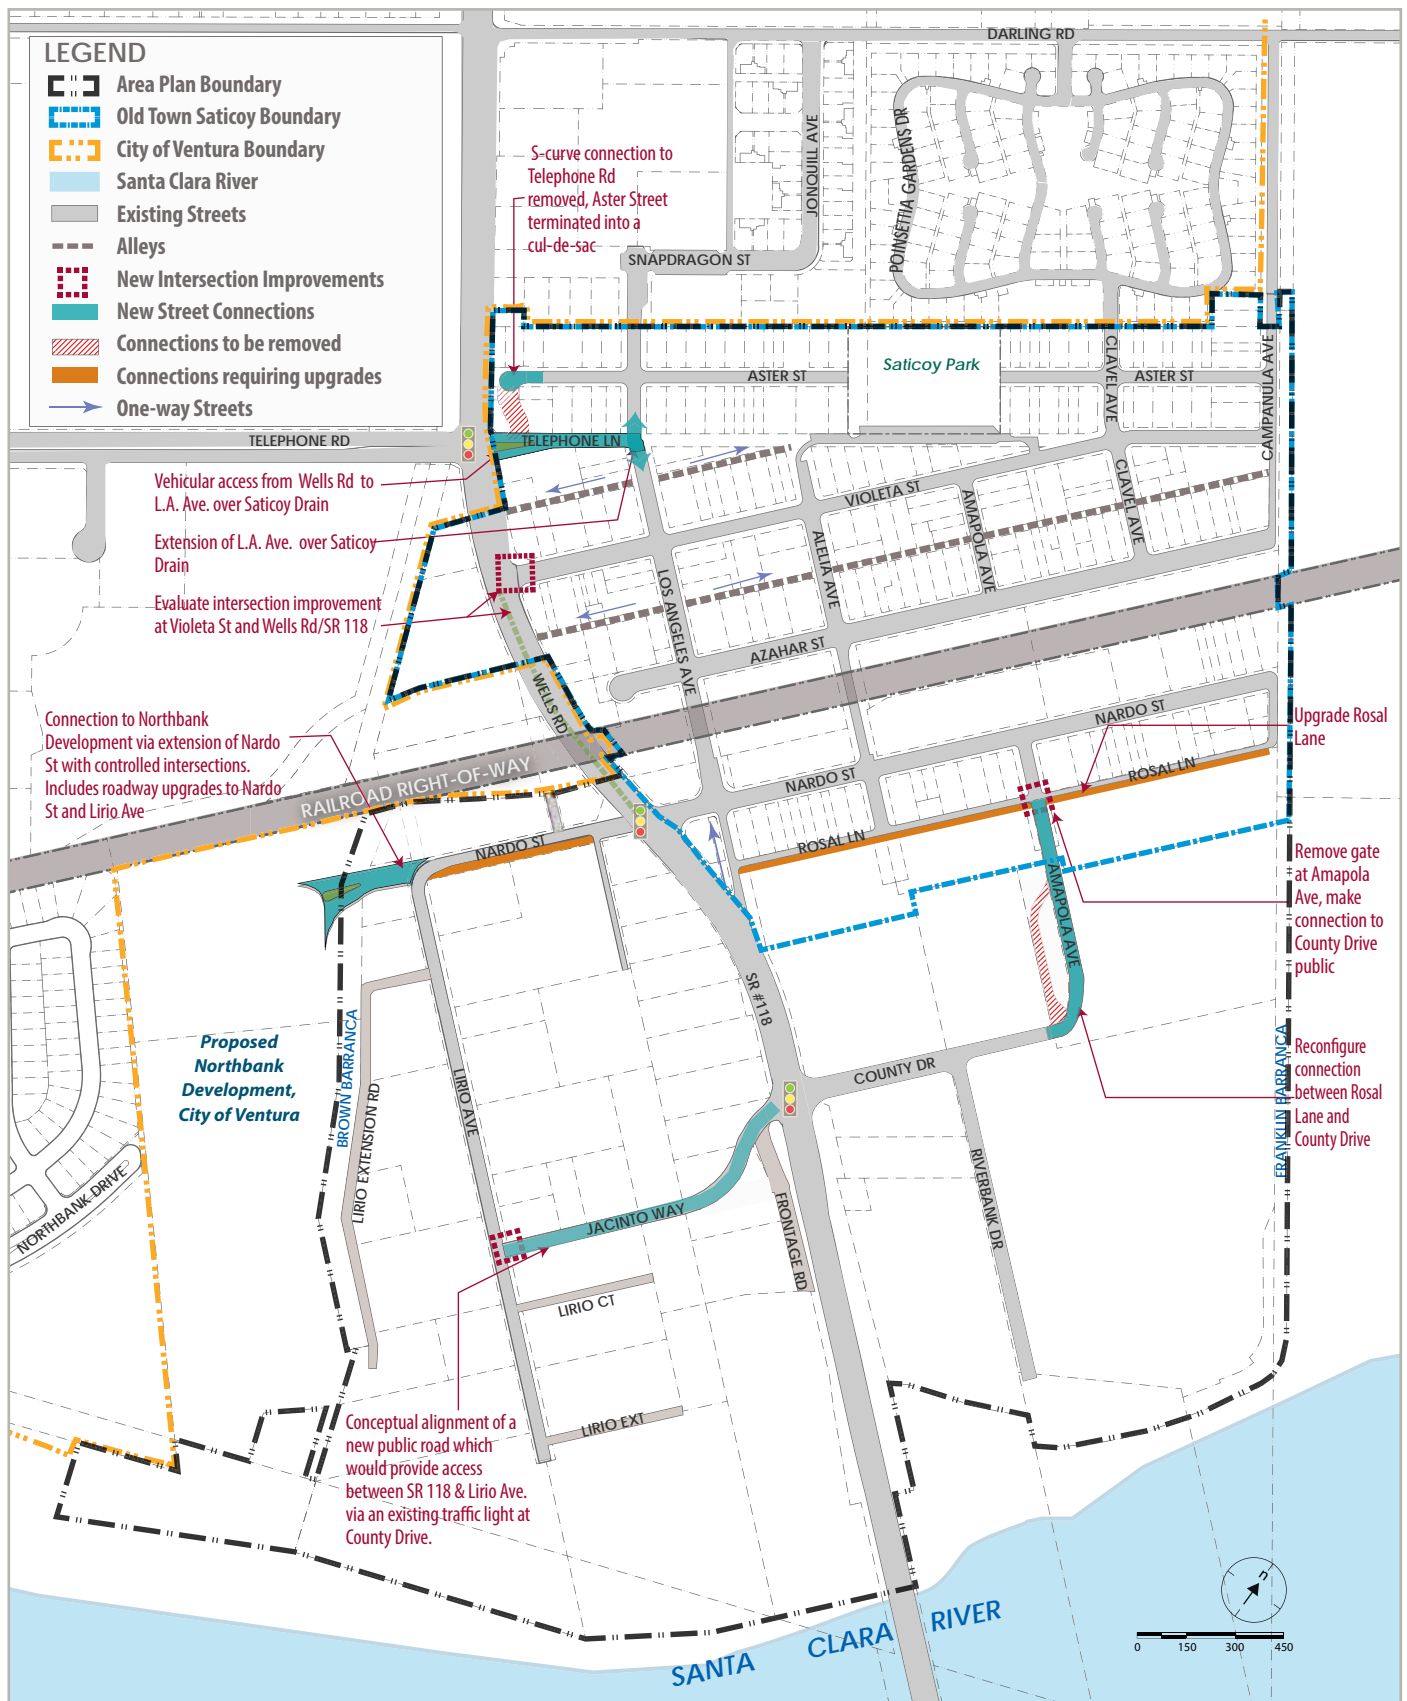 LEGEND
Area Plan Boundary
Old Town Saticoy Boundary
City of Ventura Boundary
Santa Clara River
Existing Streets
Alleys
New Intersection Improvements
New Street Connections
Connections to be removed
Connections requiring upgrades
One-way Streets
DARLING RD
JONQUILL AVE
POINSETTIA GARDENS DR
S-curve connection to
Telephone Rd
removed, Aster Street
terminated into a
cul-de-sac
SNAPDRAGON ST
Saticoy Park
ASTER ST
CLAVEL AVE
ASTER ST
CAMPANULA AVE
TELEPHONE RD
TELEPHONE LN
Vehicular access from Wells Rd to
L.A. Ave. over Saticoy Drain
VIOLETA ST
CLAVEL AVE
AMAPOLA AVE
ALELIA AVE
Extension of L.A. Ave. over Saticoy
Drain
Evaluate intersection improvement
at Violeta St and Wells Rd/SR 118
LOS ANGELES AVE
AZAHAR ST
WELLS RD
Connection to Northbank
Development via extension of Nardo
St with controlled intersections.
Includes roadway upgrades to Nardo
St and Lirio Ave
NARDO ST
Upgrade Rosal
Lane
RAILROAD RIGHT-OF-WAY
NARDO ST
ROSAL LN
NARDO ST
ROSAL LN
Remove gate
at Amapola
Ave, make
connection to
County Drive
public
AMAPOLA AVE
SR #118
Proposed
Northbank
Development,
City of Ventura
BROWN BARRANCA
LIRIO EXTENSION RD
LIRIO AVE
COUNTY DR
FRANKLIN BARRANCA
Reconfigure
connection
between Rosal
Lane and
County Drive
NORTHBANK DRIVE
JACINTO WAY
FRONTAGE RD
RIVERBANK DR
LIRIO CT
LIRIO EXT
Conceptual alignment of a
new public road which
would provide access
between SR 118 & Lirio Ave.
via an existing traffic light at
County Drive.
n
0 150 300 450
SANTA CLARA RIVER